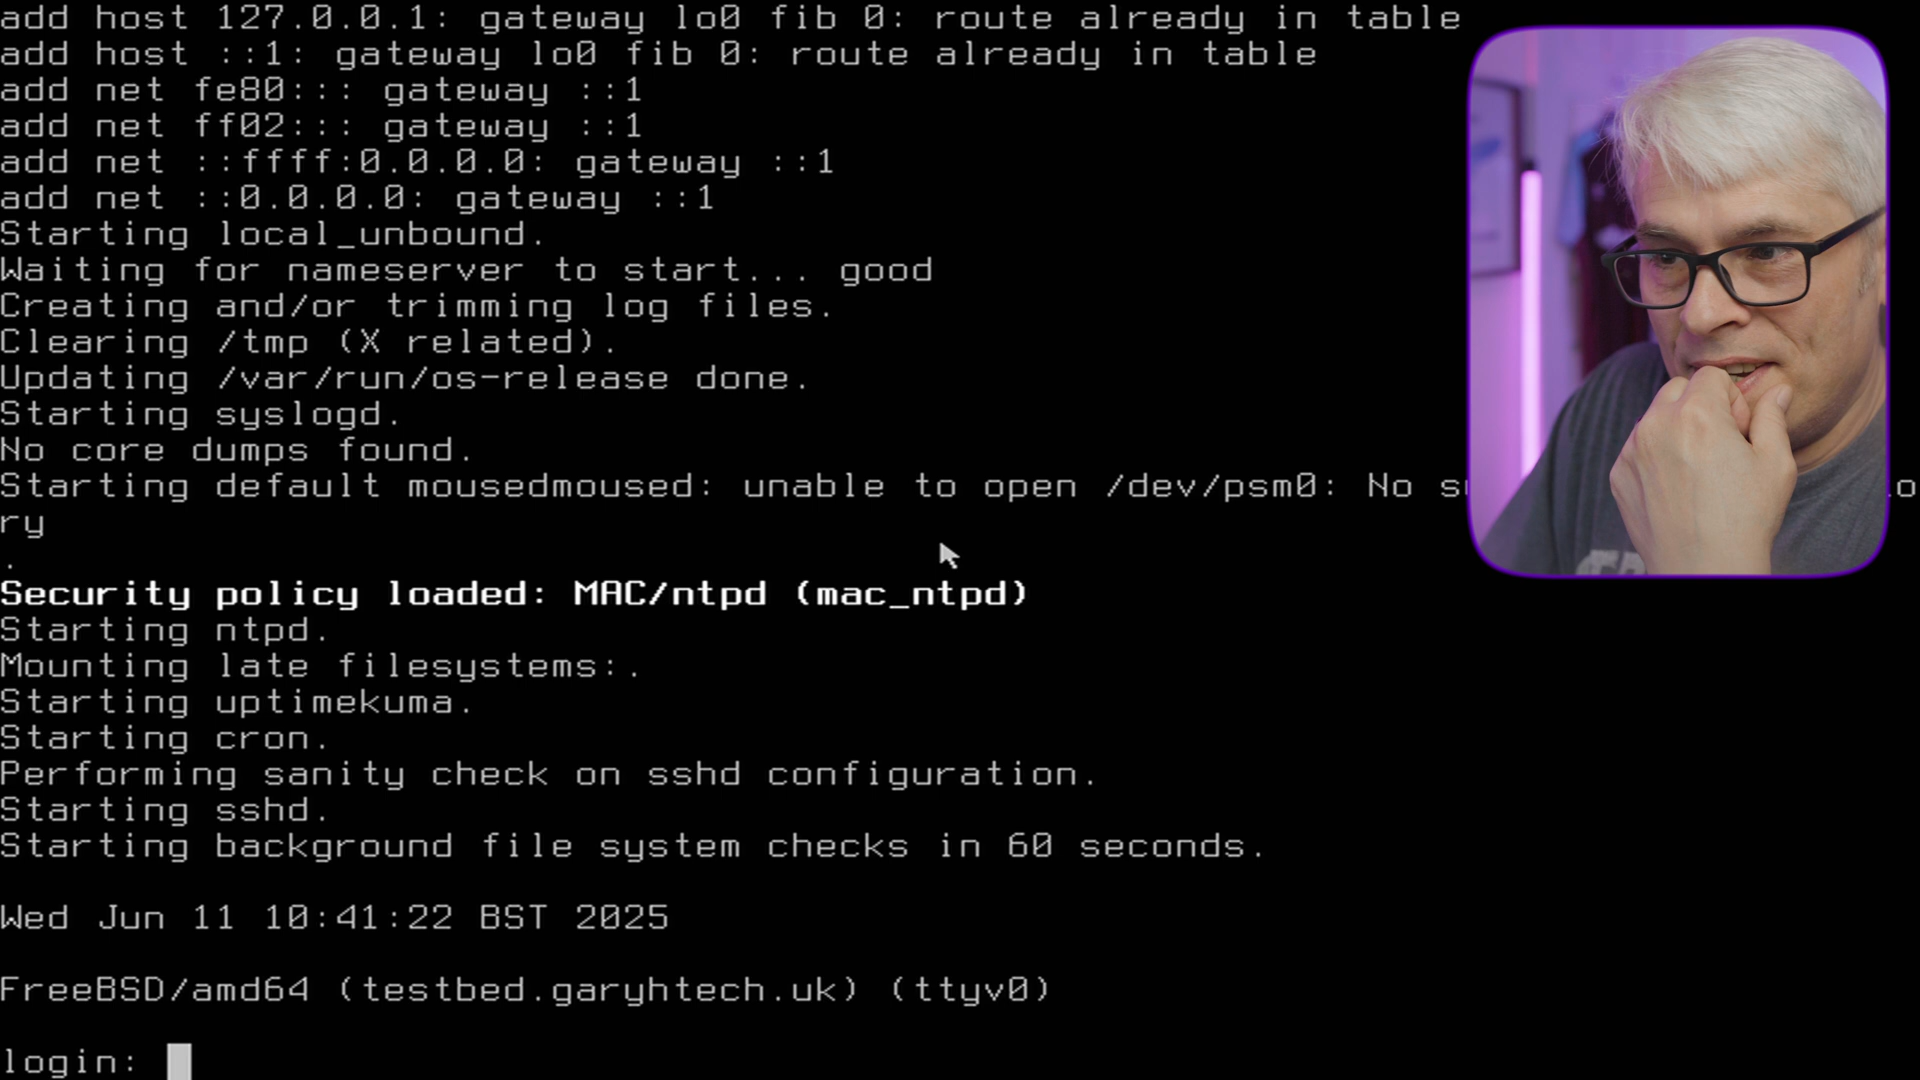 add host 127.0.0.1: gateway lo0 fib 0: route already in table
add host ::1: gateway lo0 fib 0: route already in table
add net fe80::: gateway ::1
add net ff02::: gateway ::1
add net ::ffff:0.0.0.0: gateway ::1
add net ::0.0.0.0: gateway ::1
Starting local_unbound.
Waiting for nameserver to start... good
Creating and/or trimming log files.
Clearing /tmp (X related).
Updating /var/run/os-release done.
Starting syslogd.
No core dumps found.
Starting default mousedmoused: unable to open /dev/psm0: No
ry
.
Security policy loaded: MAC/ntpd (mac_ntpd)
Starting ntpd.
Mounting late filesystems:.
Starting uptimekuma.
Starting cron.
Performing sanity check on sshd configuration.
Starting sshd.
Starting background file system checks in 60 seconds.
Wed Jun 11 10:41:22 BST 2025
FreeBSD/amd64 (testbed.garyhtech.uk) (ttyv0)
login: